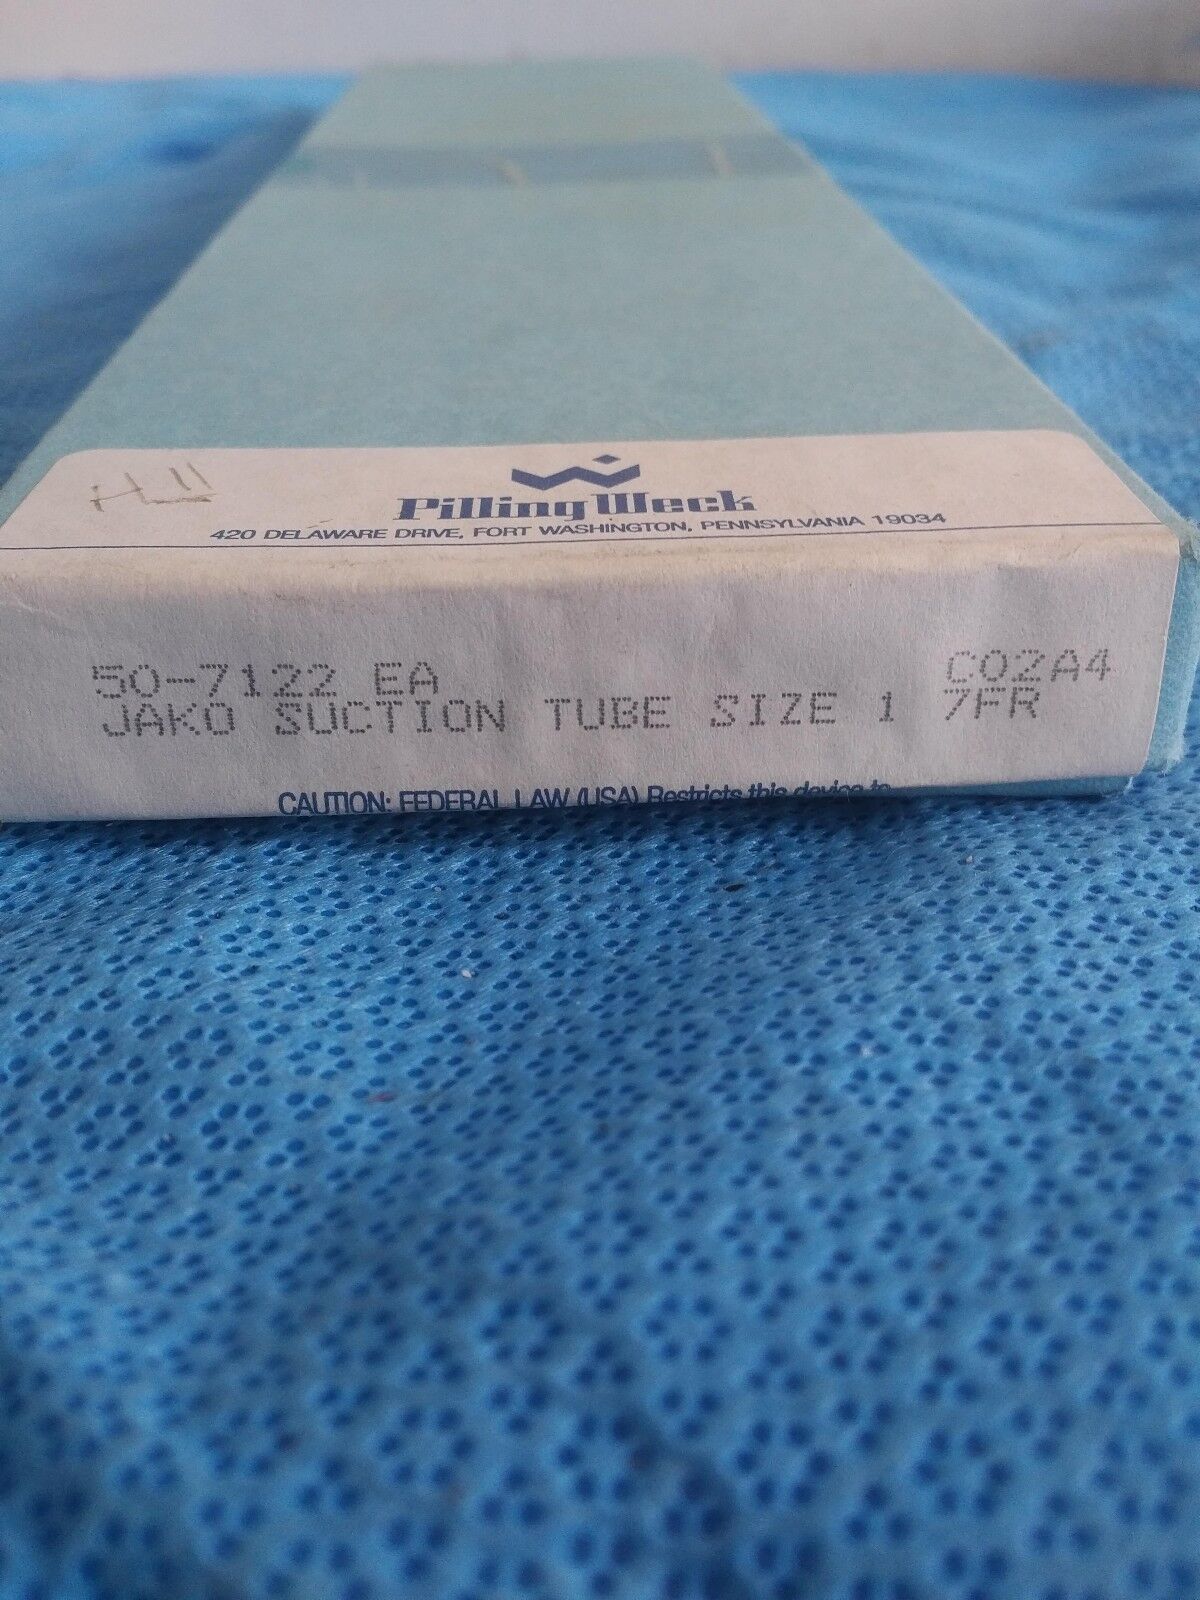 Pilling Weck
420 DELAWARE DRIVE, FORT WASHINGTON, PENNSYLVANIA 19034
50-7122 EA C02A4
JAKO SUCTION TUBE SIZE 1 7FR
CAUTION: FEDERAL LAW (USA) Restricts this device to